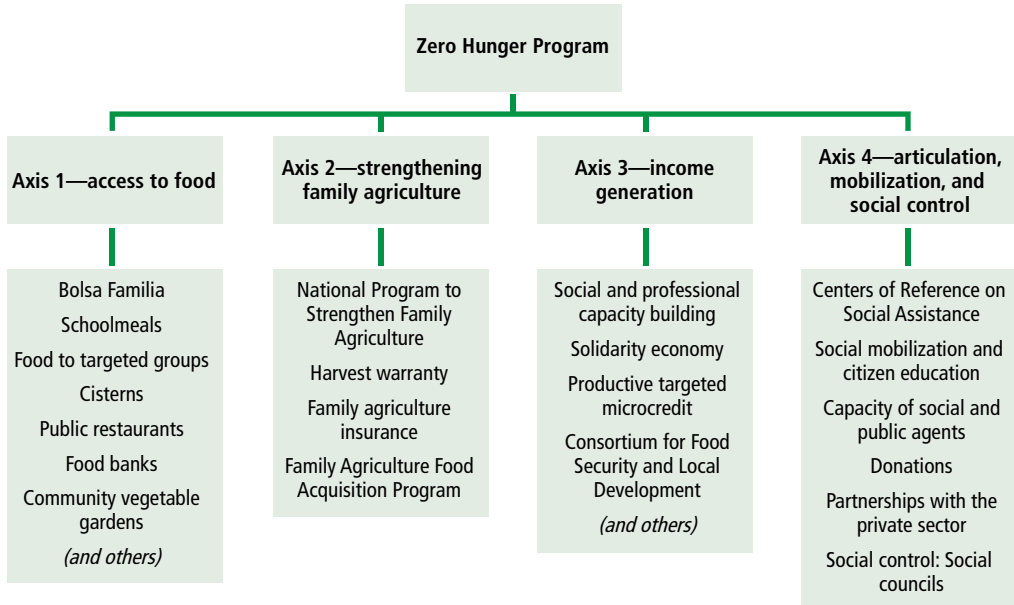 Zero Hunger Program
Axis 1—access to food
Axis 2—strengthening
family agriculture
Axis 3—income
generation
Axis 4—articulation,
mobilization, and
social control
Bolsa Familia
Schoolmeals
Food to targeted groups
Cisterns
Public restaurants
Food banks
Community vegetable
gardens
(and others)
National Program to
Strengthen Family
Agriculture
Harvest warranty
Family agriculture
insurance
Family Agriculture Food
Acquisition Program
Social and professional
capacity building
Solidarity economy
Productive targeted
microcredit
Consortium for Food
Security and Local
Development
(and others)
Centers of Reference on
Social Assistance
Social mobilization and
citizen education
Capacity of social and
public agents
Donations
Partnerships with the
private sector
Social control: Social
councils